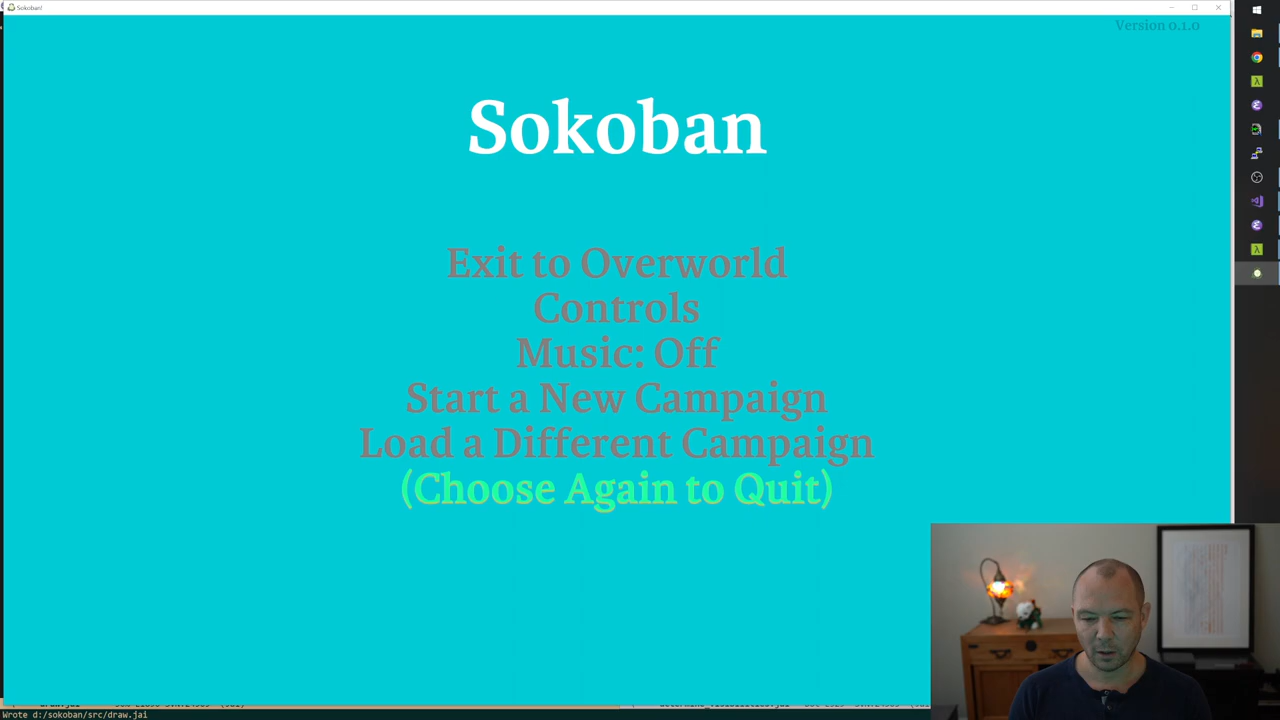 Sokoban!
Version 0.1.0
Sokoban
Exit to Overworld
Controls
Music: Off
Start a New Campaign
Load a Different Campaign
(Choose Again to Quit)
Wrote d:/sokoban/src/draw.jai